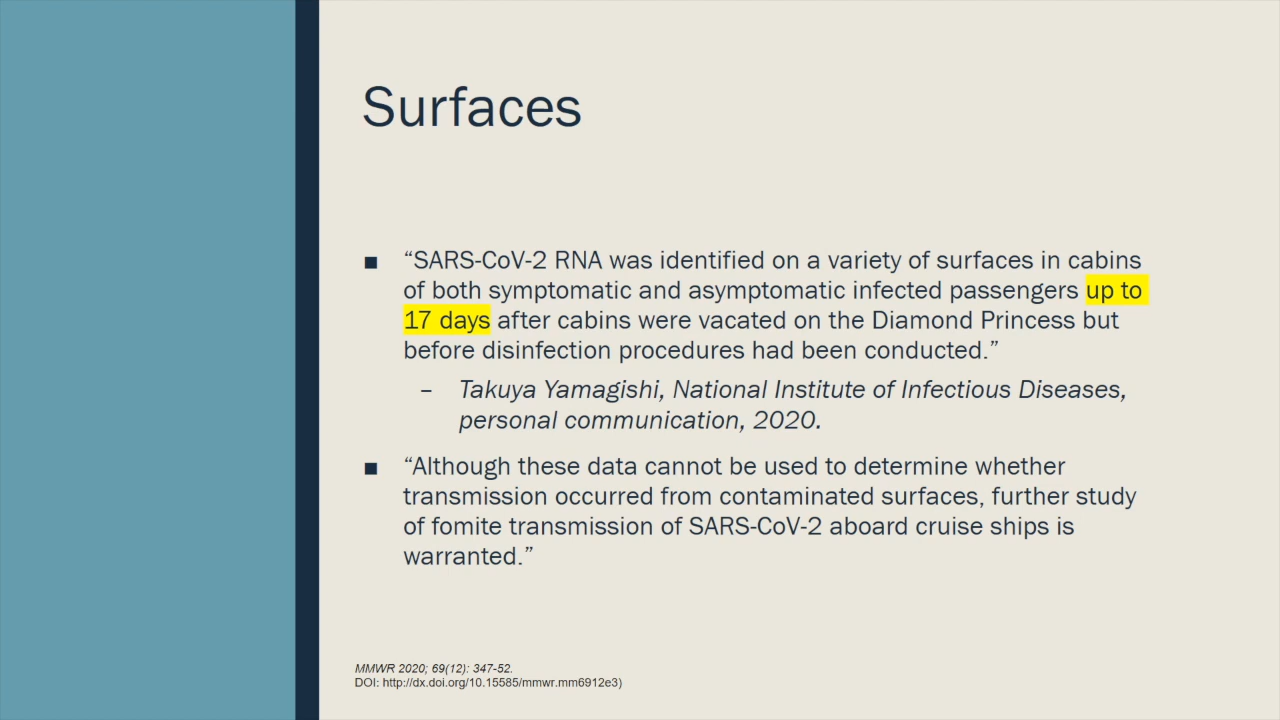 Surfaces
■ “SARS-CoV-2 RNA was identified on a variety of surfaces in cabins
of both symptomatic and asymptomatic infected passengers up to
17 days after cabins were vacated on the Diamond Princess but
before disinfection procedures had been conducted.”
– Takuya Yamagishi, National Institute of Infectious Diseases,
personal communication, 2020.
■ “Although these data cannot be used to determine whether
transmission occurred from contaminated surfaces, further study
of fomite transmission of SARS-CoV-2 aboard cruise ships is
warranted.”
MMWR 2020; 69(12): 347-52.
DOI: http://dx.doi.org/10.15585/mmwr.mm6912e3)